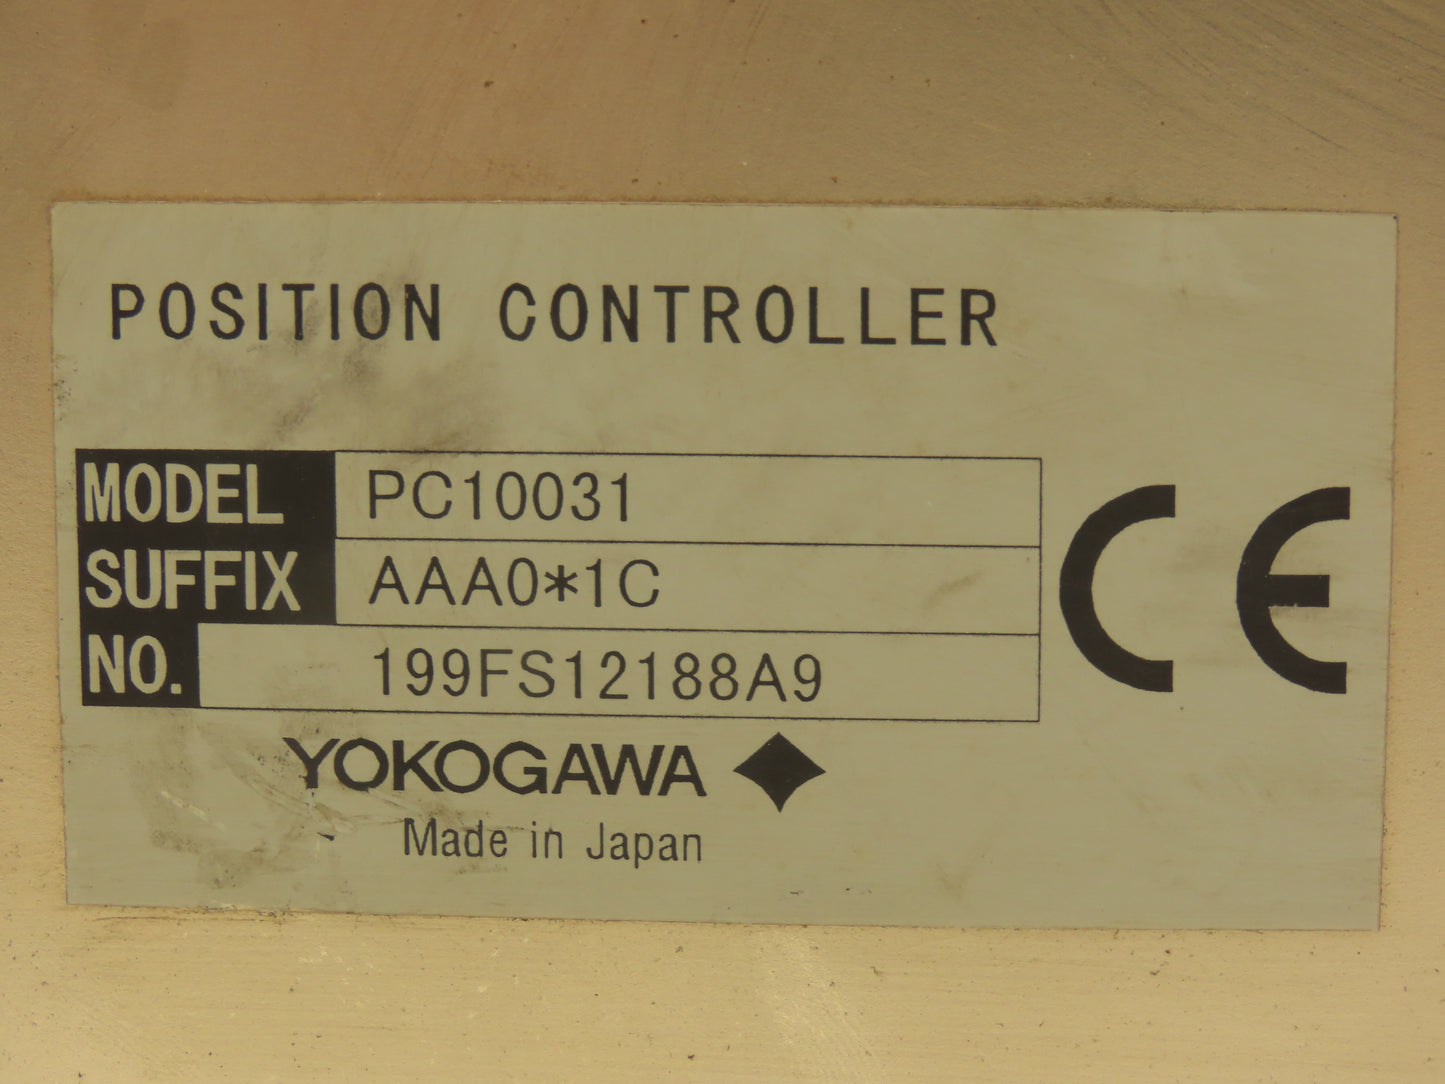 POSITION CONTROLLER
MODEL PC10031
SUFFIX AAA0*1C
NO. 199FS12188A9
CE
YOKOGAWA
Made in Japan